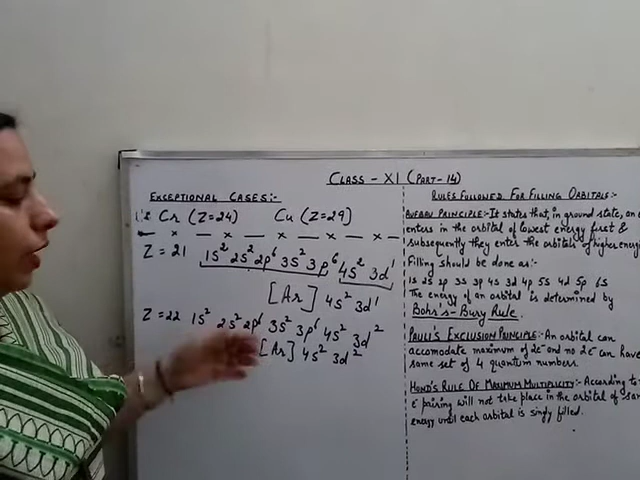 CLASS - XI (PART-14)
EXCEPTIONAL CASES:-
Cr (Z=24) Cu (Z=29)
Z = 21 1s² 2s² 2p⁶ 3s² 3p⁶ 4s² 3d¹
[Ar] 4s² 3d¹
Z = 22 1s² 2s² 2p⁶ 3s² 3p⁶ 4s² 3d²
[Ar] 4s² 3d²
RULES FOLLOWED FOR FILLING ORBITALS:-
AUFBAU PRINCIPLE:- It states that, in ground state, an e
enters in the orbital of lowest energy first &
subsequently they enter the orbitals of higher energi
Filling should be done as:-
1s 2s 2p 3s 3p 4s 3d 4p 5s 4d 5p 6s
The energy of an orbital is determined by
Bohr's-Bury Rule.
PAULI'S EXCLUSION PRINCIPLE:- An orbital can
accomodate maximum of 2e⁻ and no 2e⁻ can have
same set of 4 quantum numbers.
HUND'S RULE OF MAXIMUM MULTIPLICITY:- According to
e⁻ pairing will not take place in the orbital of sam
energy until each orbital is singly filled.